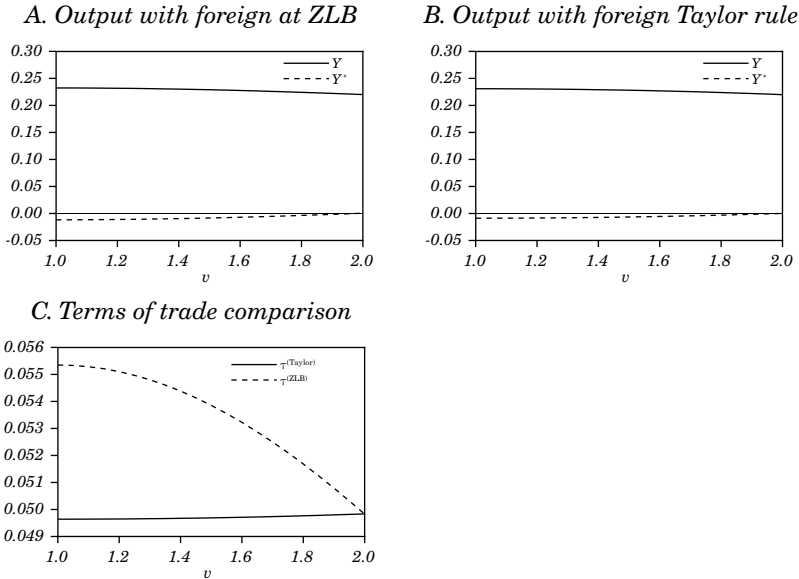 A. Output with foreign at ZLB
0.30
0.25
0.20
0.15
0.10
0.05
0.00
-0.05
1.0 1.2 1.4 1.6 1.8 2.0
υ
Y
Y*
B. Output with foreign Taylor rule
0.30
0.25
0.20
0.15
0.10
0.05
0.00
-0.05
1.0 1.2 1.4 1.6 1.8 2.0
υ
Y
Y*
C. Terms of trade comparison
0.056
0.055
0.054
0.053
0.052
0.051
0.050
0.049
1.0 1.2 1.4 1.6 1.8 2.0
υ
τ(Taylor)
τ(ZLB)